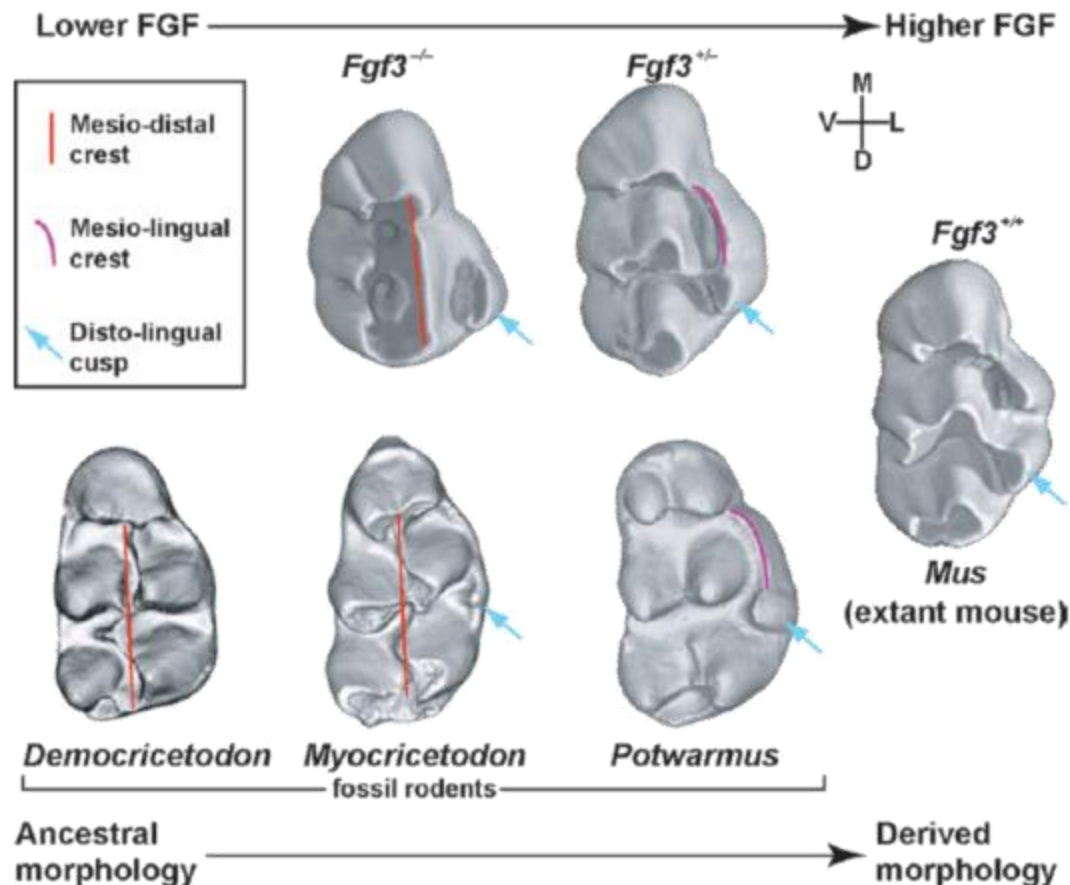 Lower FGF
Higher FGF
Fgf3⁻/⁻
Fgf3⁺/⁻
M
V
L
D
Mesio-distal
crest
Mesio-lingual
crest
Disto-lingual
cusp
Fgf3⁺/⁺
Mus
(extant mouse)
Democricetodon
Myocricetodon
Potwarmus
fossil rodents
Ancestral
morphology
Derived
morphology